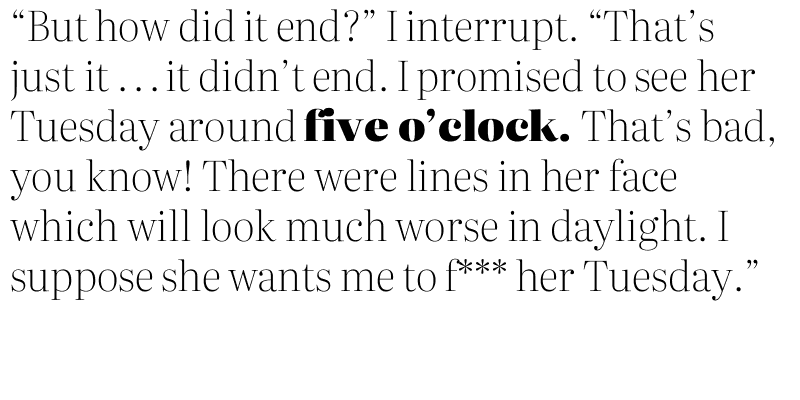 “But how did it end?” I interrupt. “That’s
just it . . . it didn’t end. I promised to see her
Tuesday around five o’clock. That’s bad,
you know! There were lines in her face
which will look much worse in daylight. I
suppose she wants me to f*** her Tuesday.”